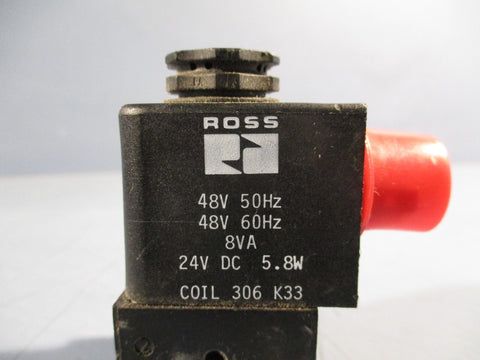 ROSS
48V 50Hz
48V 60Hz
8VA
24V DC 5.8W
COIL 306 K33